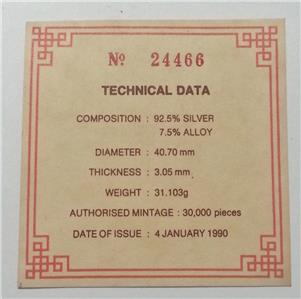 Nº 24466
TECHNICAL DATA
COMPOSITION : 92.5% SILVER
7.5% ALLOY
DIAMETER : 40.70 mm
THICKNESS : 3.05 mm
WEIGHT : 31.103g
AUTHORISED MINTAGE : 30,000 pieces
DATE OF ISSUE : 4 JANUARY 1990